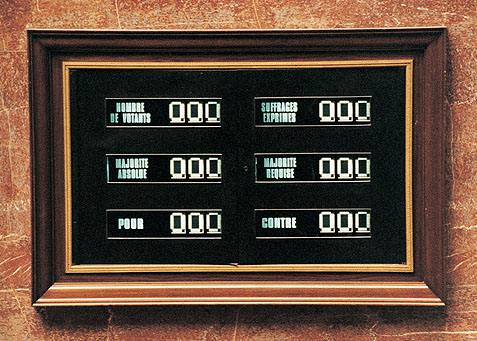 NOMBRE DE VOTANTS 000
SUFFRAGES EXPRIMES 000
MAJORITE ABSOLUE 000
MAJORITE REQUISE 000
POUR 000
CONTRE 000